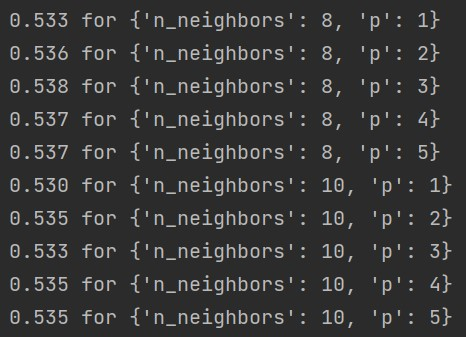 0.533 for {'n_neighbors': 8, 'p': 1}
0.536 for {'n_neighbors': 8, 'p': 2}
0.538 for {'n_neighbors': 8, 'p': 3}
0.537 for {'n_neighbors': 8, 'p': 4}
0.537 for {'n_neighbors': 8, 'p': 5}
0.530 for {'n_neighbors': 10, 'p': 1}
0.535 for {'n_neighbors': 10, 'p': 2}
0.533 for {'n_neighbors': 10, 'p': 3}
0.535 for {'n_neighbors': 10, 'p': 4}
0.535 for {'n_neighbors': 10, 'p': 5}